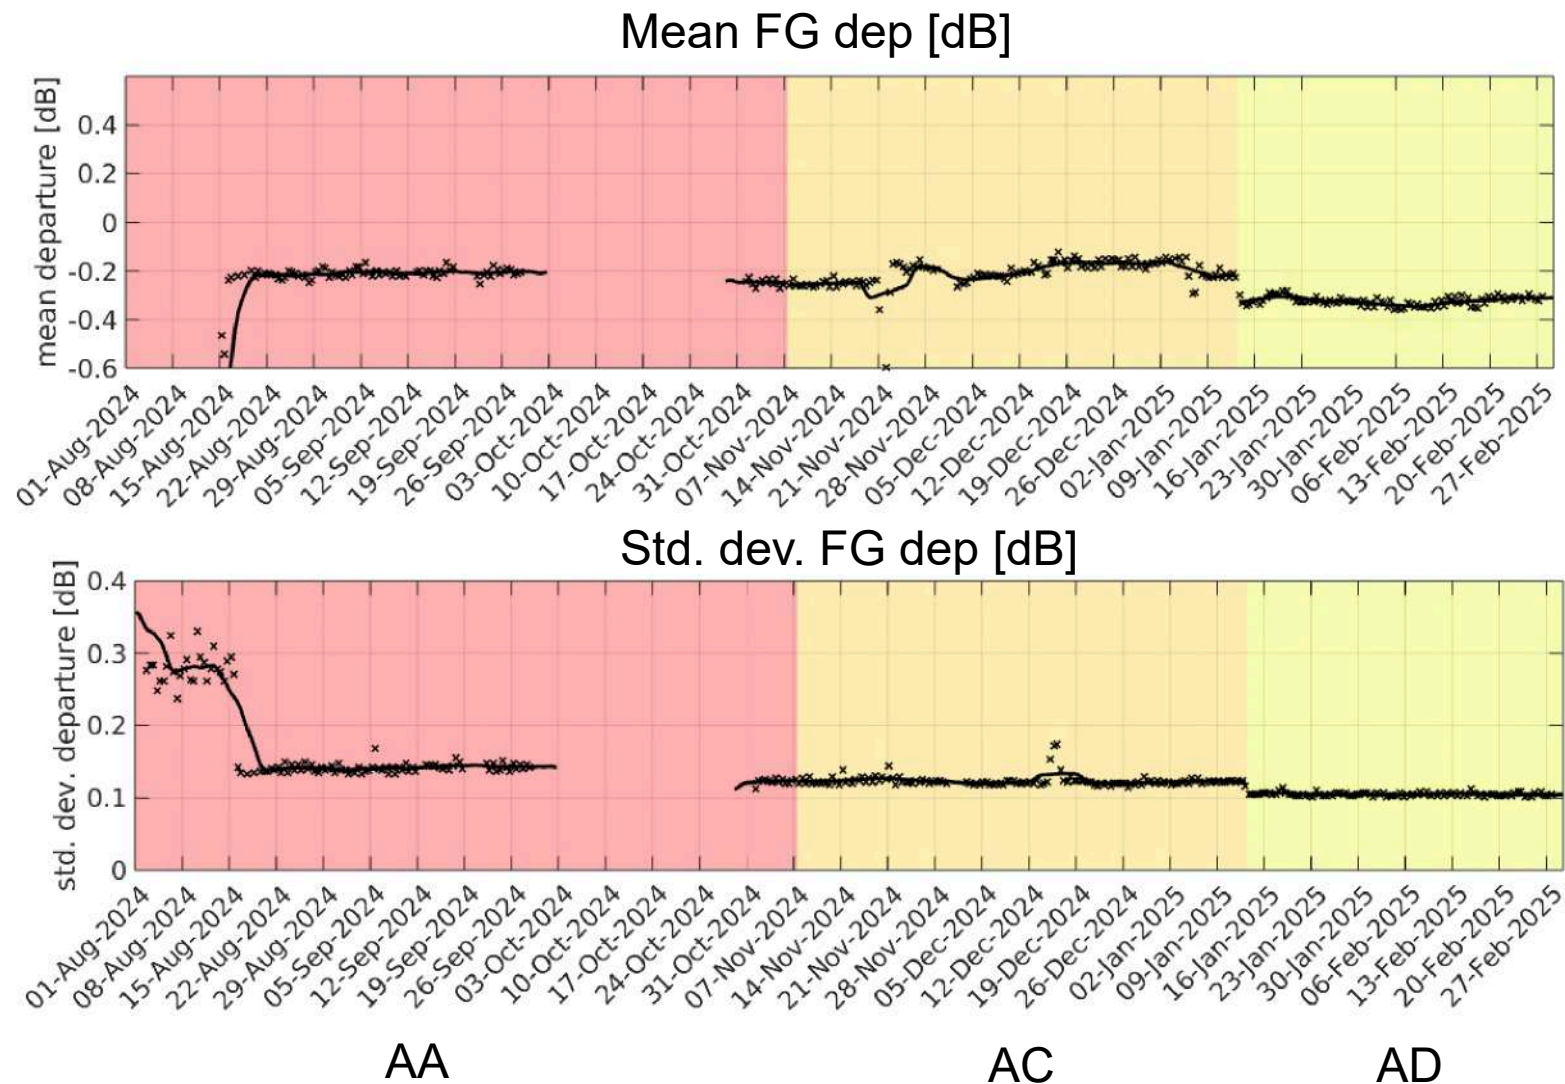 Mean FG dep [dB]
mean departure [dB]
0.4
0.2
0
-0.2
-0.4
-0.6
01-Aug-2024
08-Aug-2024
15-Aug-2024
22-Aug-2024
29-Aug-2024
05-Sep-2024
12-Sep-2024
19-Sep-2024
26-Sep-2024
03-Oct-2024
10-Oct-2024
17-Oct-2024
24-Oct-2024
31-Oct-2024
07-Nov-2024
14-Nov-2024
21-Nov-2024
28-Nov-2024
05-Dec-2024
12-Dec-2024
19-Dec-2024
26-Dec-2024
02-Jan-2025
09-Jan-2025
16-Jan-2025
23-Jan-2025
30-Jan-2025
06-Feb-2025
13-Feb-2025
20-Feb-2025
27-Feb-2025
Std. dev. FG dep [dB]
std. dev. departure [dB]
0.4
0.3
0.2
0.1
0
01-Aug-2024
08-Aug-2024
15-Aug-2024
22-Aug-2024
29-Aug-2024
05-Sep-2024
12-Sep-2024
19-Sep-2024
26-Sep-2024
03-Oct-2024
10-Oct-2024
17-Oct-2024
24-Oct-2024
31-Oct-2024
07-Nov-2024
14-Nov-2024
21-Nov-2024
28-Nov-2024
05-Dec-2024
12-Dec-2024
19-Dec-2024
26-Dec-2024
02-Jan-2025
09-Jan-2025
16-Jan-2025
23-Jan-2025
30-Jan-2025
06-Feb-2025
13-Feb-2025
20-Feb-2025
27-Feb-2025
AA AC AD